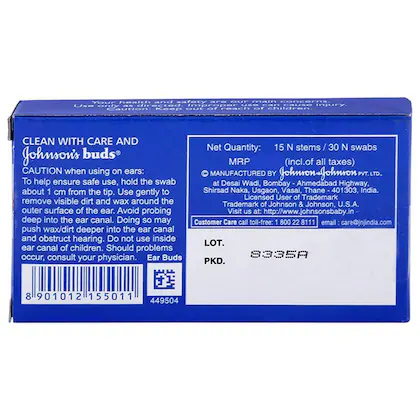 Your health and safety are our main concerns.
Use only as directed. Improper use can cause injury.
Caution: Keep out of reach of children.
CLEAN WITH CARE AND
Johnson's buds®
CAUTION when using on ears:
To help ensure safe use, hold the swab
about 1 cm from the tip. Use gently to
remove visible dirt and wax around the
outer surface of the ear. Avoid probing
deep into the ear canal. Doing so may
push wax/dirt deeper into the ear canal
and obstruct hearing. Do not use inside
ear canal of children. Should problems
occur, consult your physician.
Ear Buds
8 901012 155011
449504
Net Quantity: 15 N stems / 30 N swabs
MRP (incl.of all taxes)
MANUFACTURED BY Johnson & Johnson PVT. LTD.
at Desai Wadi, Bombay - Ahmedabad Highway,
Shirsad Naka, Usgaon, Vasai, Thane - 401303, India.
Licensed User of Trademark
Trademark of Johnson & Johnson, U.S.A.
Visit us at: http://www.johnsonsbaby.in
Customer Care call toll-free: 1 800 22 8111 email : care@jnjindia.com
LOT.
PKD. 8335A